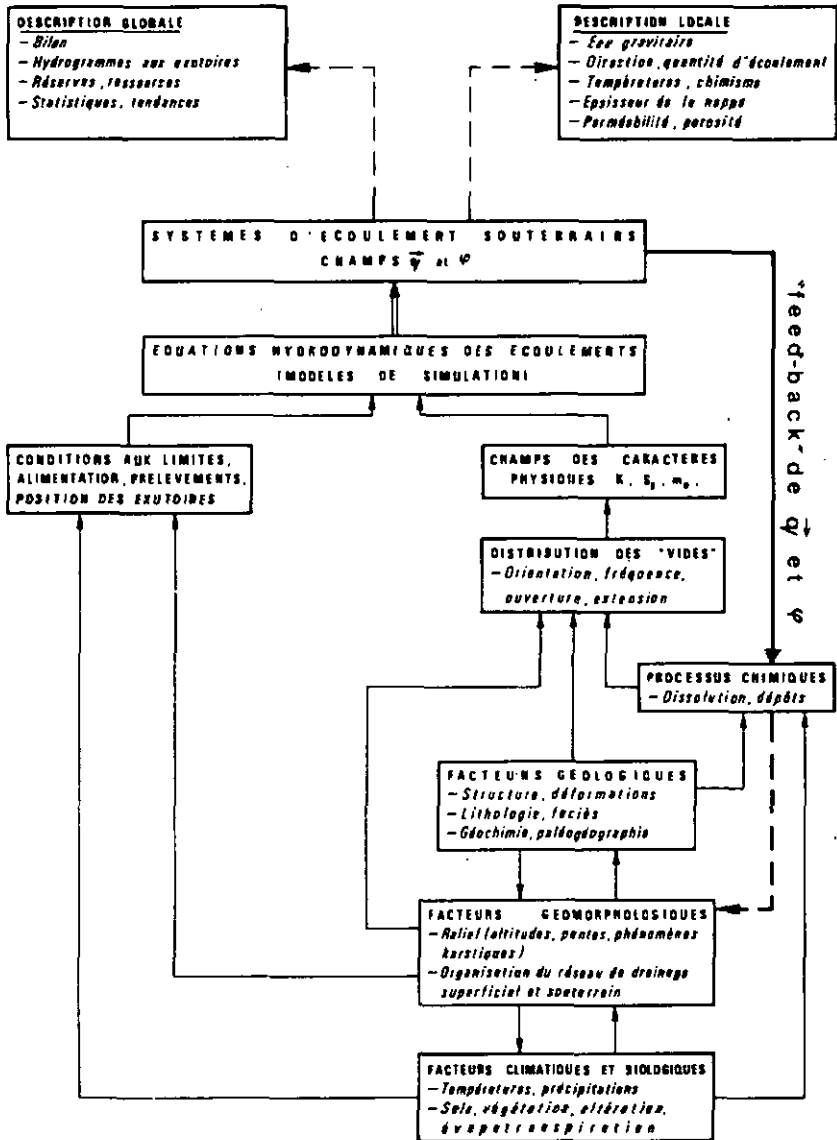 DESCRIPTION GLOBALE
– Bilan
– Hydrogrammes aux exutoires
– Réserves, ressources
– Statistiques, tendances
DESCRIPTION LOCALE
– Eau gravitaire
– Direction, quantité d'écoulement
– Températures, chimisme
– Epaisseur de la nappe
– Perméabilité, porosité
SYSTEMES D'ECOULEMENT SOUTERRAINS
CHAMPS q⃗ et φ
EQUATIONS HYDRODYNAMIQUES DES ECOULEMENTS
(MODELES DE SIMULATION)
"feed-back" de q⃗ et φ
CONDITIONS AUX LIMITES,
ALIMENTATION, PRELEVEMENTS,
POSITION DES EXUTOIRES
CHAMPS DES CARACTERES
PHYSIQUES K, S, m.
DISTRIBUTION DES "VIDES"
– Orientation, fréquence,
ouverture, extension
PROCESSUS CHIMIQUES
– Dissolution, dépôts
FACTEURS GEOLOGIQUES
– Structure, déformations
– Lithologie, faciès
– Géochimie, paléogéographie
FACTEURS GEOMORPHOLOGIQUES
– Relief (altitudes, pentes, phénomènes
karstiques)
– Organisation du réseau de drainage
superficiel et souterrain
FACTEURS CLIMATIQUES ET BIOLOGIQUES
– Températures, précipitations
– Sols, végétation, altération,
évapotranspiration